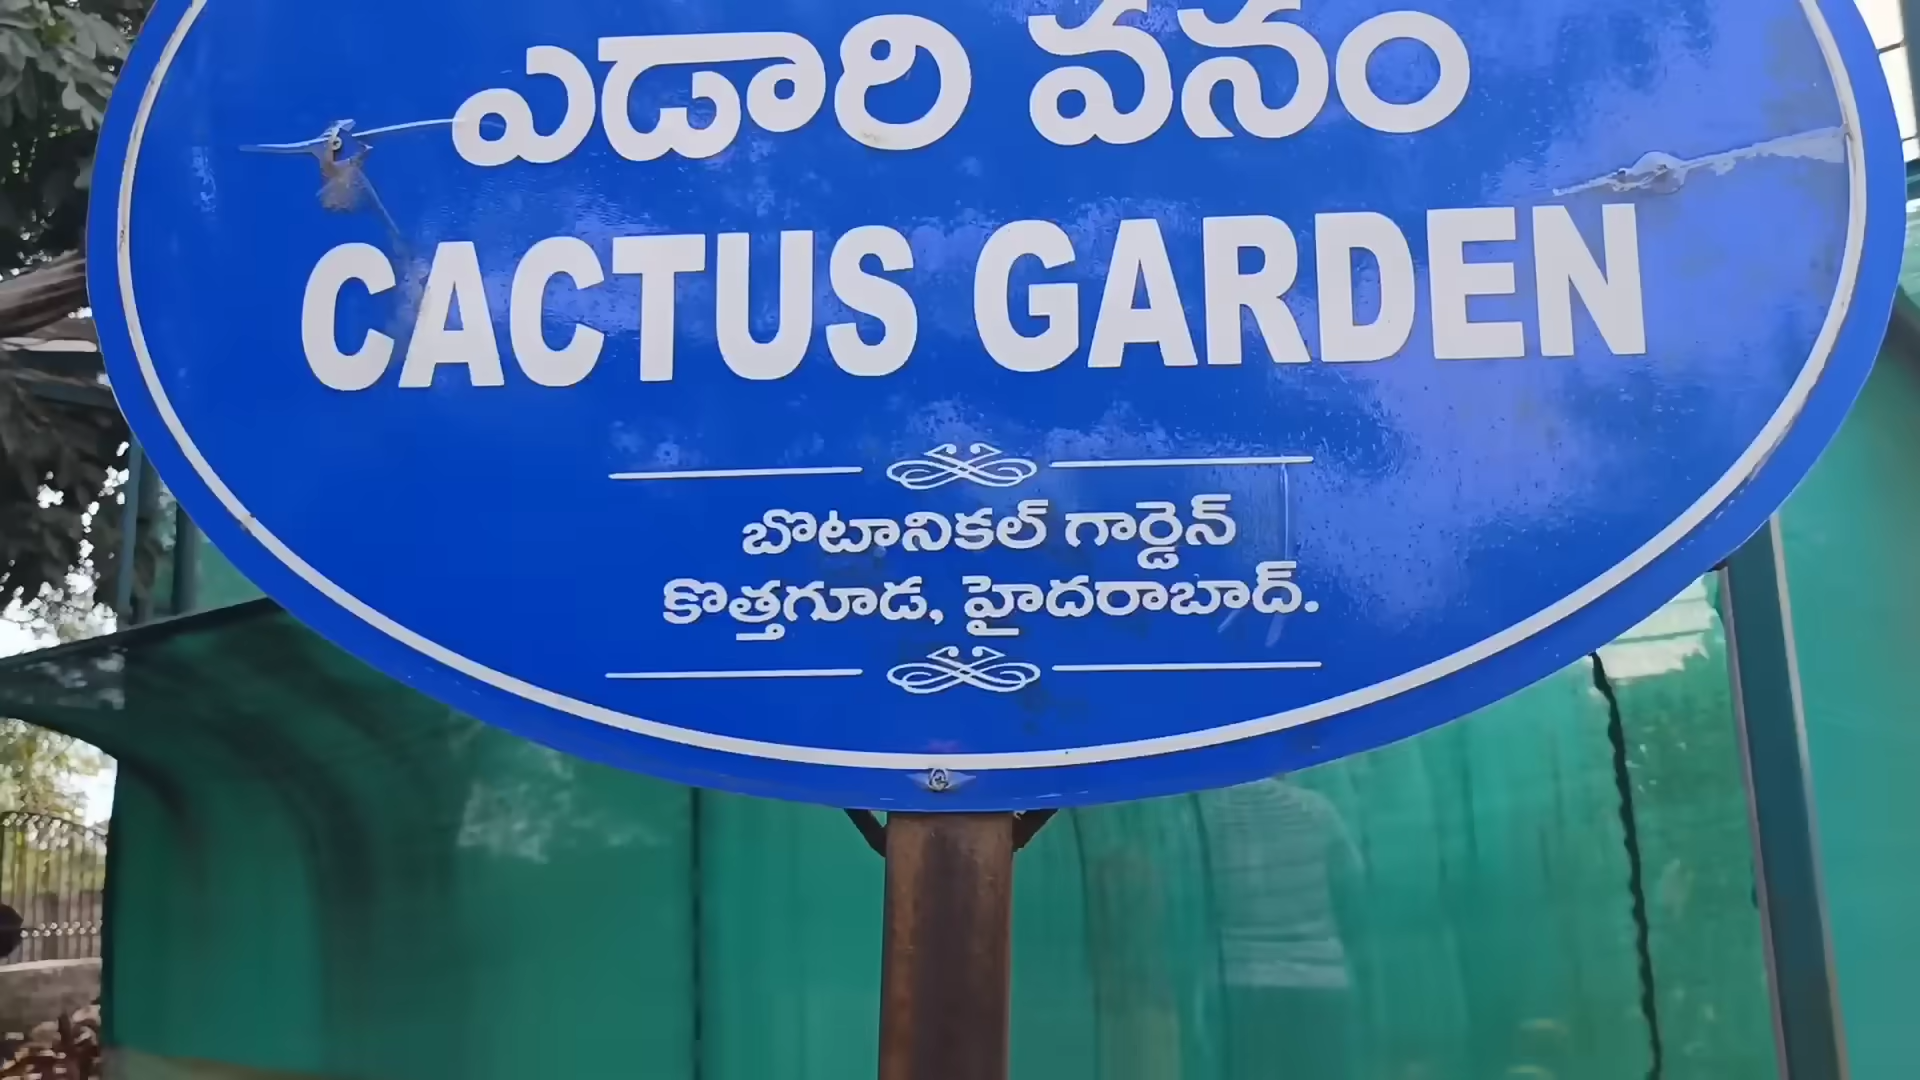 ఎడారి వనం
CACTUS GARDEN
బొటానికల్ గార్డెన్
కొత్తగూడ, హైదరాబాద్.